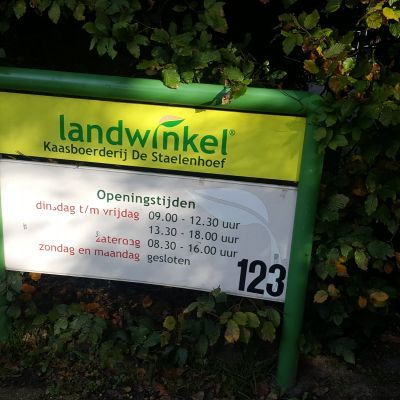 landwinkel®
Kaasboerderij De Staelenhoef
Openingstijden
dinsdag t/m vrijdag 09.00 - 12.30 uur
13.30 - 18.00 uur
zaterdag 08.30 - 16.00 uur
zondag en maandag gesloten
123